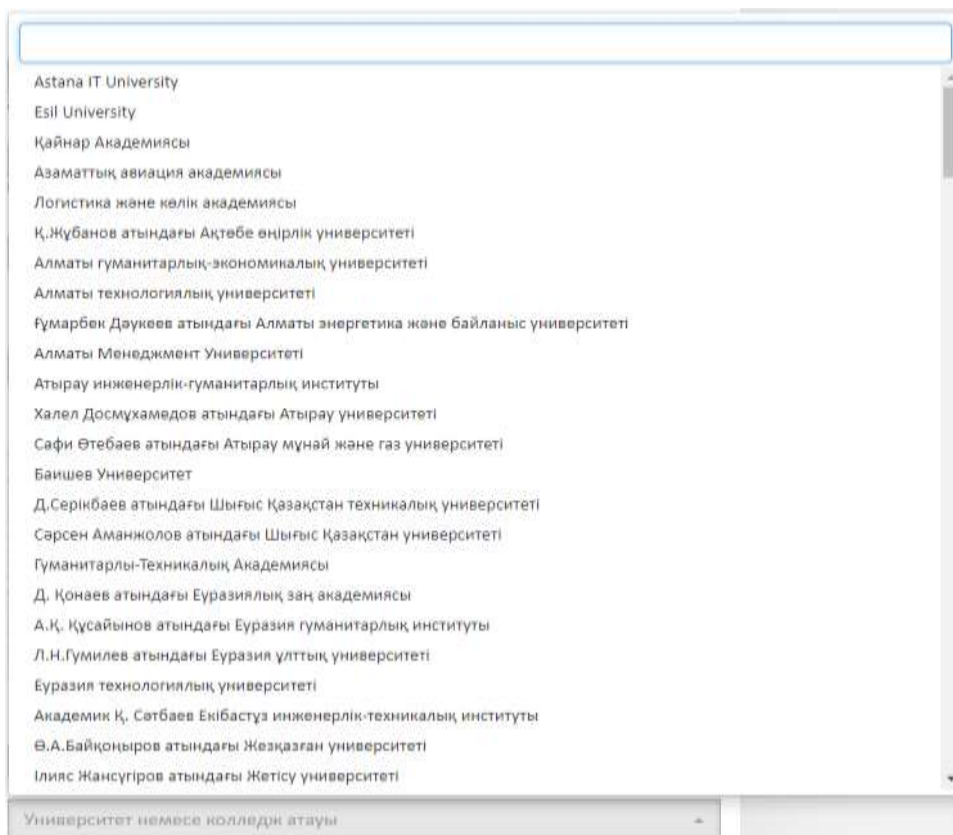 Astana IT University
Esil University
Қайнар Академиясы
Азаматтық авиация академиясы
Логистика және көлік академиясы
Қ.Жұбанов атындағы Ақтөбе өңірлік университеті
Алматы гуманитарлық-экономикалық университеті
Алматы технологиялық университеті
Ғұмарбек Дәукеев атындағы Алматы энергетика және байланыс университеті
Алматы Менеджмент Университеті
Атырау инженерлік-гуманитарлық институты
Халел Досмұхамедов атындағы Атырау университеті
Сафи Өтебаев атындағы Атырау мұнай және газ университеті
Баишев Университет
Д.Серікбаев атындағы Шығыс Қазақстан техникалық университеті
Сәрсен Аманжолов атындағы Шығыс Қазақстан университеті
Гуманитарлы-Техникалық Академиясы
Д. Қонаев атындағы Еуразиялық заң академиясы
А.Қ. Құсайынов атындағы Еуразия гуманитарлық институты
Л.Н.Гумилев атындағы Еуразия ұлттық университеті
Еуразия технологиялық университеті
Академик Қ. Сәтбаев Екібастұз инженерлік-техникалық институты
Ө.А.Байқоңыров атындағы Жезқазған университеті
Ілияс Жансүгіров атындағы Жетісу университеті
Университет немесе колледж атауы